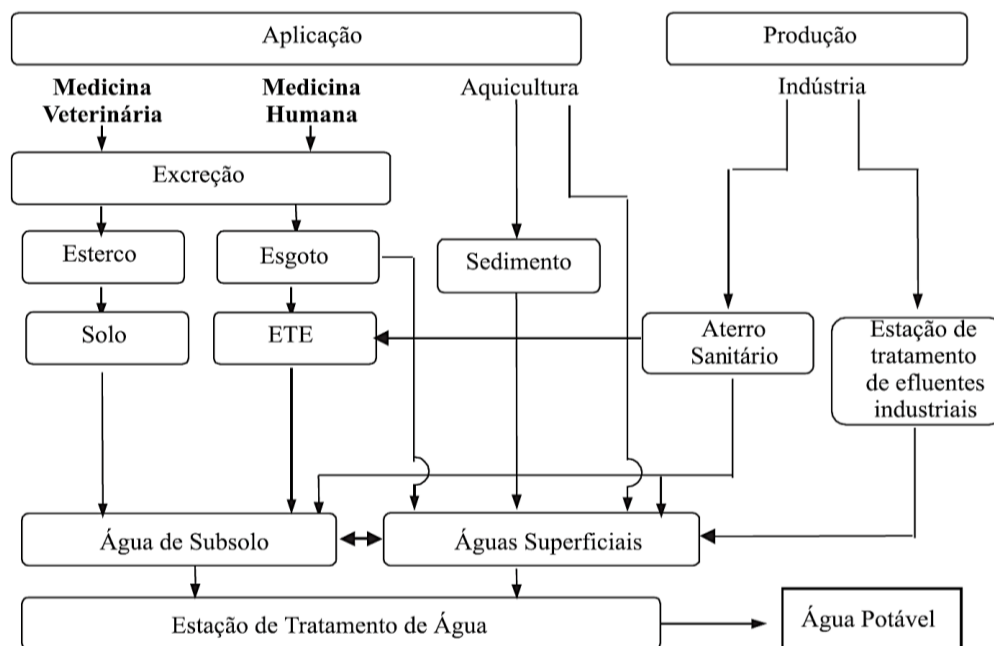 Aplicação
Produção
Medicina
Veterinária
Medicina
Humana
Aquicultura
Indústria
Excreção
Esterco
Esgoto
Sedimento
Solo
ETE
Aterro
Sanitário
Estação de
tratamento
de efluentes
industriais
Água de Subsolo
Águas Superficiais
Estação de Tratamento de Água
Água Potável